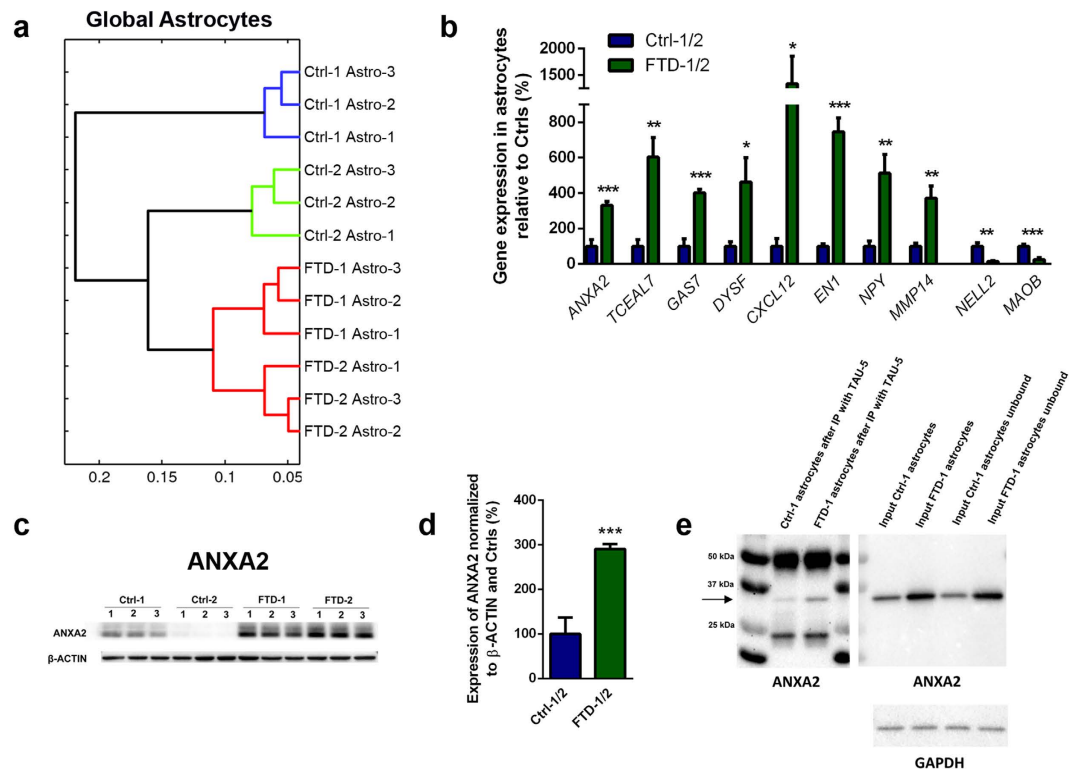 a
Global Astrocytes
Ctrl-1 Astro-3
Ctrl-1 Astro-2
Ctrl-1 Astro-1
Ctrl-2 Astro-3
Ctrl-2 Astro-2
Ctrl-2 Astro-1
FTD-1 Astro-3
FTD-1 Astro-2
FTD-1 Astro-1
FTD-2 Astro-1
FTD-2 Astro-3
FTD-2 Astro-2
0.2 0.1 0.1 0.05
b
Gene expression in astrocytes
relative to Ctrls (%)
2000
1500
1000
800
600
400
200
0
Ctrl-1/2
FTD-1/2
*** ** *** * * *** ** ** ** ***
ANXA2 TCEAL7 GAS7 DYSF CXCL12 EN1 NPY MMP14 NELL2 MAOB
c
ANXA2
Ctrl-1 Ctrl-2 FTD-1 FTD-2
1 2 3 1 2 3 1 2 3 1 2 3
ANXA2
β-ACTIN
d
Expression of ANXA2 normalized
to β-ACTIN and Ctrls (%)
400
300
200
100
0
***
Ctrl-1/2 FTD-1/2
e
Ctrl-1 astrocytes after IP with TAU-5
FTD-1 astrocytes after IP with TAU-5
Input Ctrl-1 astrocytes
Input FTD-1 astrocytes
Input Ctrl-1 astrocytes unbound
Input FTD-1 astrocytes unbound
50 kDa
37 kDa
25 kDa
ANXA2 ANXA2
GAPDH